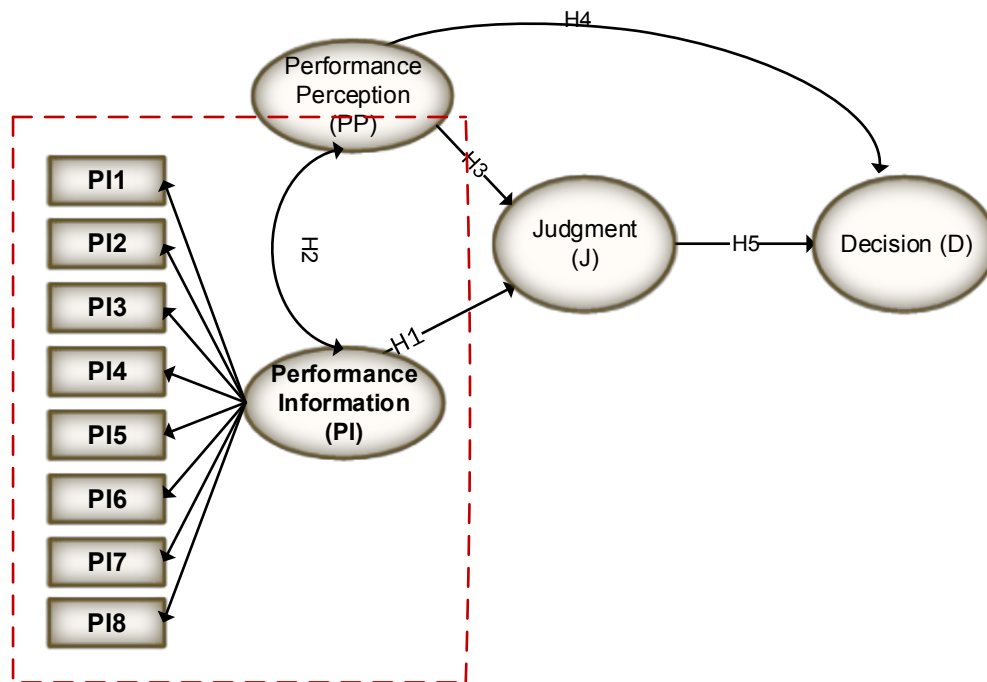 H4
Performance
Perception
(PP)
H3
PI1
PI2
PI3
PI4
PI5
PI6
PI7
PI8
H2
Judgment
(J)
H5
Decision (D)
H1
Performance
Information
(PI)